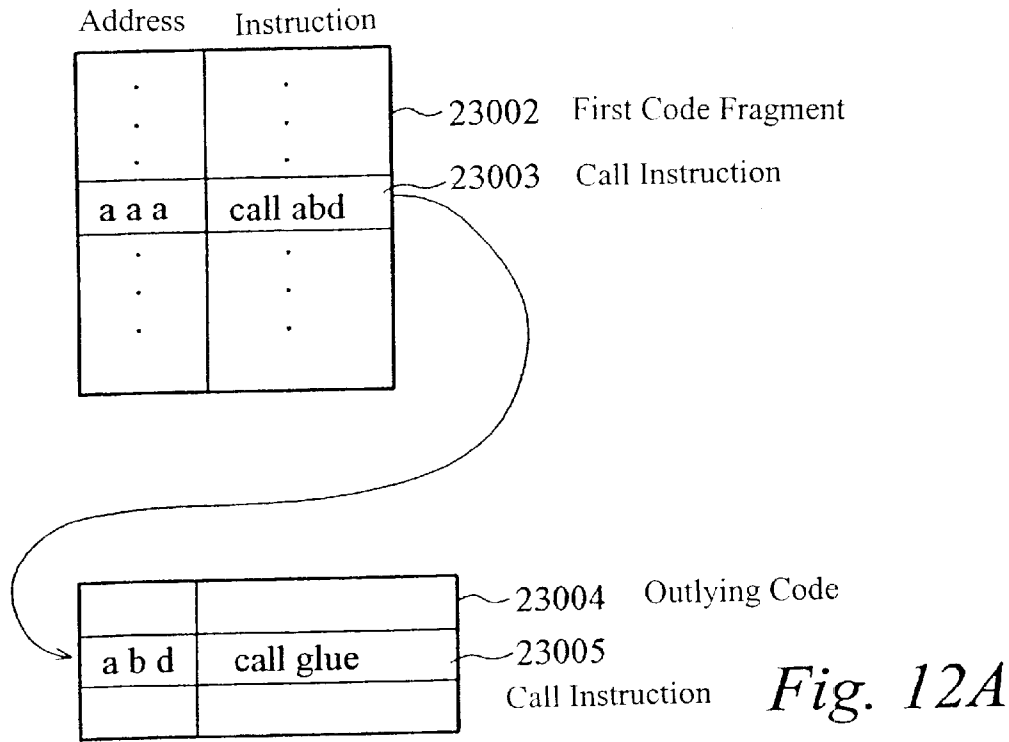 Address Instruction
23002 First Code Fragment
23003 Call Instruction
a a a call abd
23004 Outlying Code
a b d call glue 23005
Call Instruction
Fig. 12A